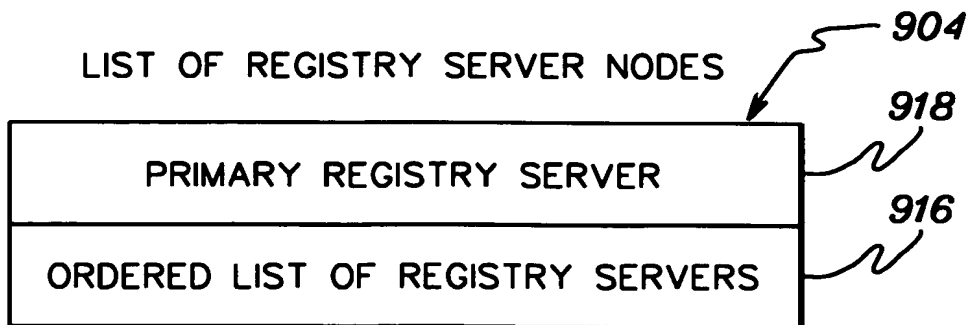 904
LIST OF REGISTRY SERVER NODES
918
PRIMARY REGISTRY SERVER
916
ORDERED LIST OF REGISTRY SERVERS